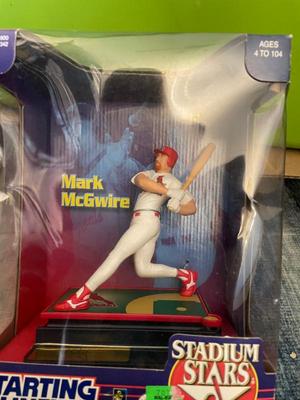 AGES
4 TO 104
Mark
McGwire
STADIUM
STARS
STARTING